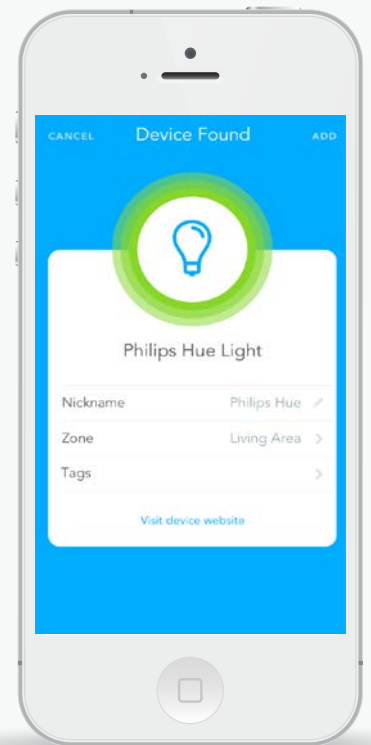 CANCEL Device Found ADD
Philips Hue Light
Nickname Philips Hue
Zone Living Area
Tags
Visit device website